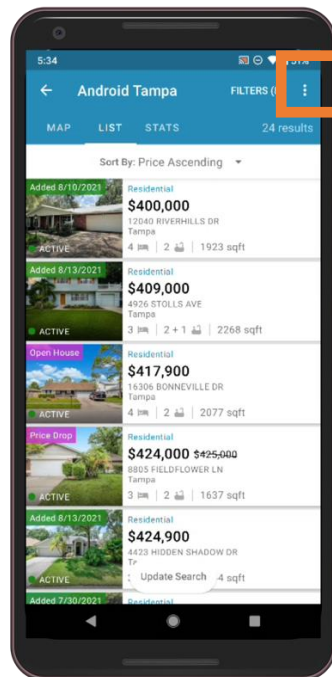 5:34
Android Tampa
FILTERS
MAP LIST STATS 24 results
Sort By: Price Ascending
Added 8/10/2021 Residential
$400,000
12040 RIVERHILLS DR
Tampa
ACTIVE 4 2 1923 sqft
Added 8/13/2021 Residential
$409,000
4926 STOLLS AVE
Tampa
ACTIVE 3 2 + 1 2268 sqft
Open House Residential
$417,900
16306 BONNEVILLE DR
Tampa
ACTIVE 4 2 2077 sqft
Price Drop Residential
$424,000 $425,000
8805 FIELDFLOWER LN
Tampa
ACTIVE 3 2 1637 sqft
Added 8/13/2021 Residential
$424,900
4423 HIDDEN SHADOW DR
Update Search
ACTIVE 4 sqft
Added 7/30/2021 Residential